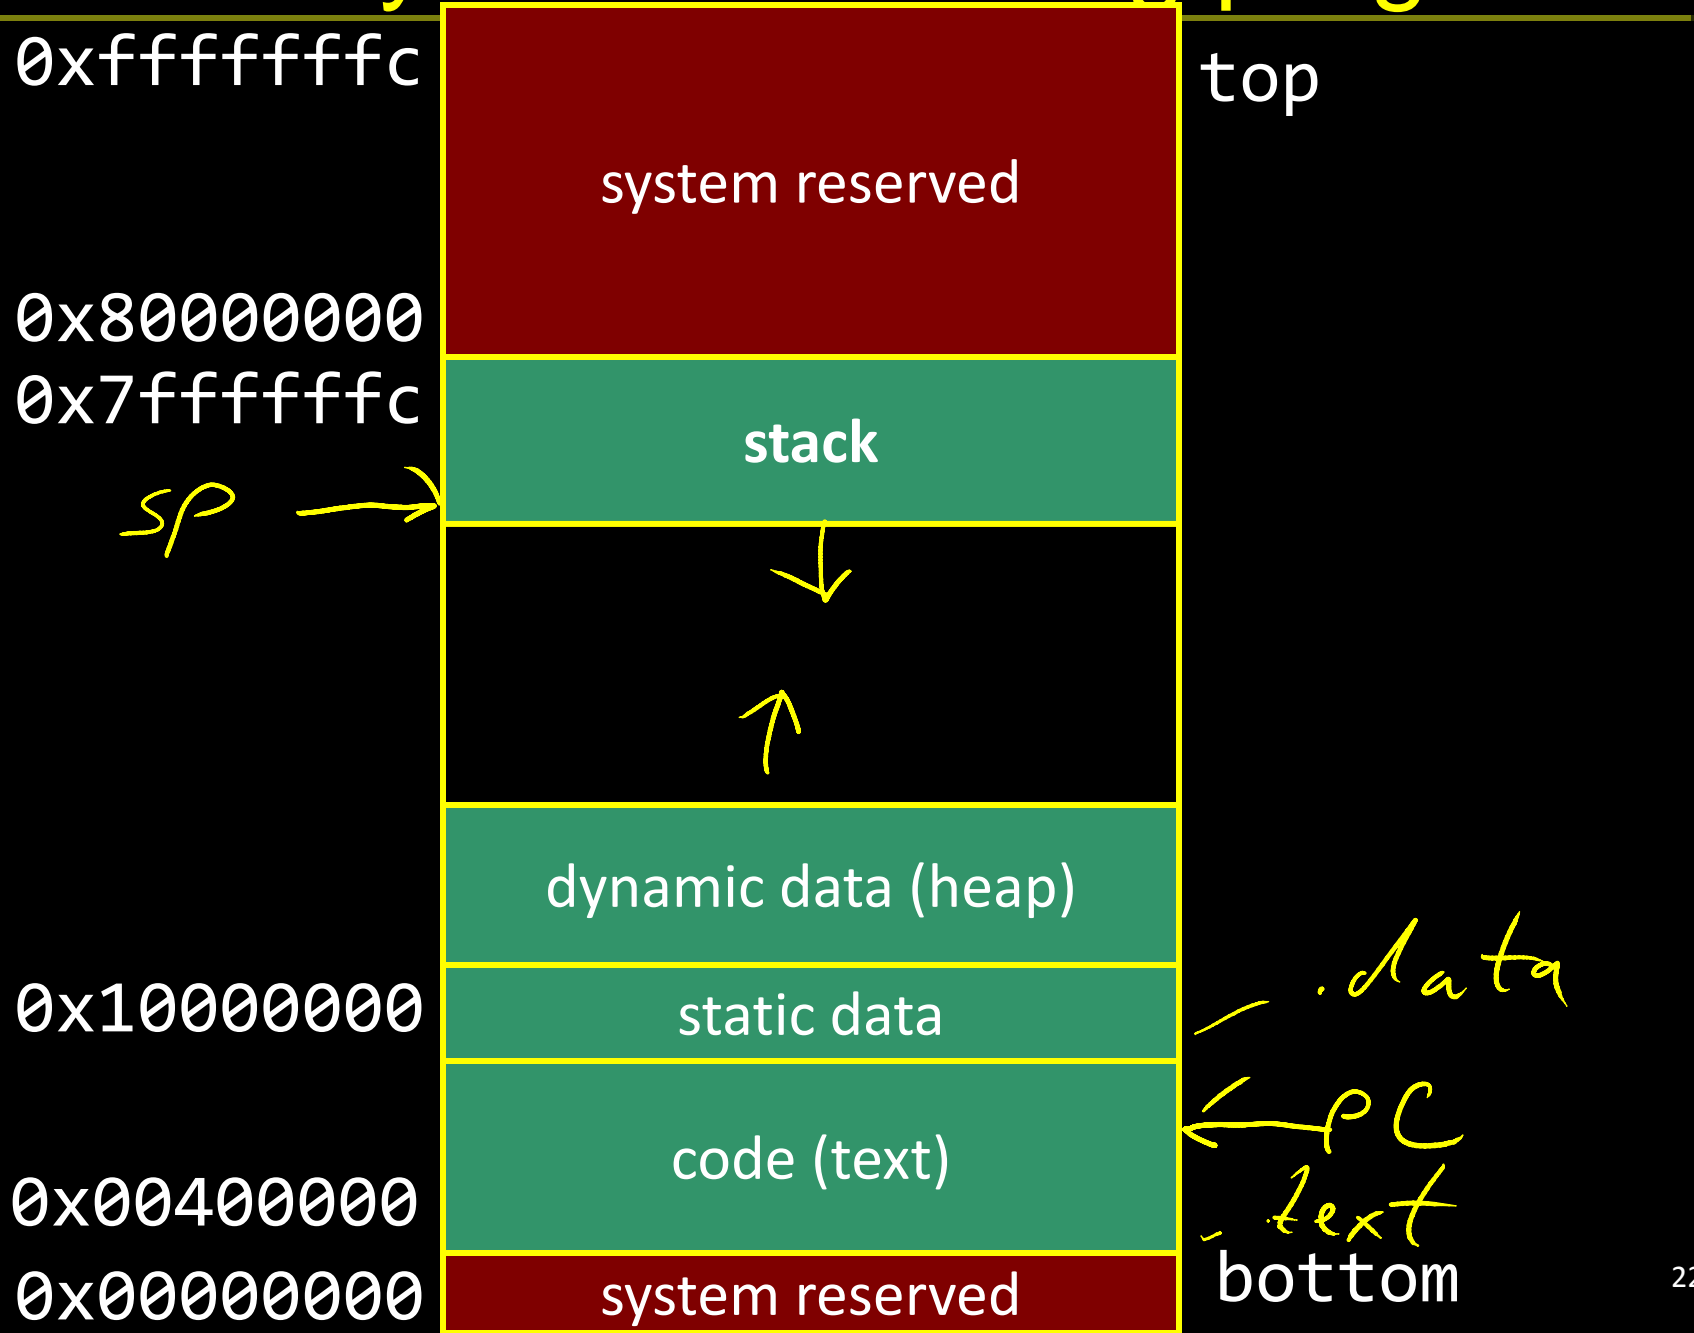 0xfffffffc
top
system reserved
0x80000000
0x7ffffffc
stack
sp
dynamic data (heap)
.data
0x10000000
static data
PC
code (text)
0x00400000
.text
bottom
22
0x00000000
system reserved